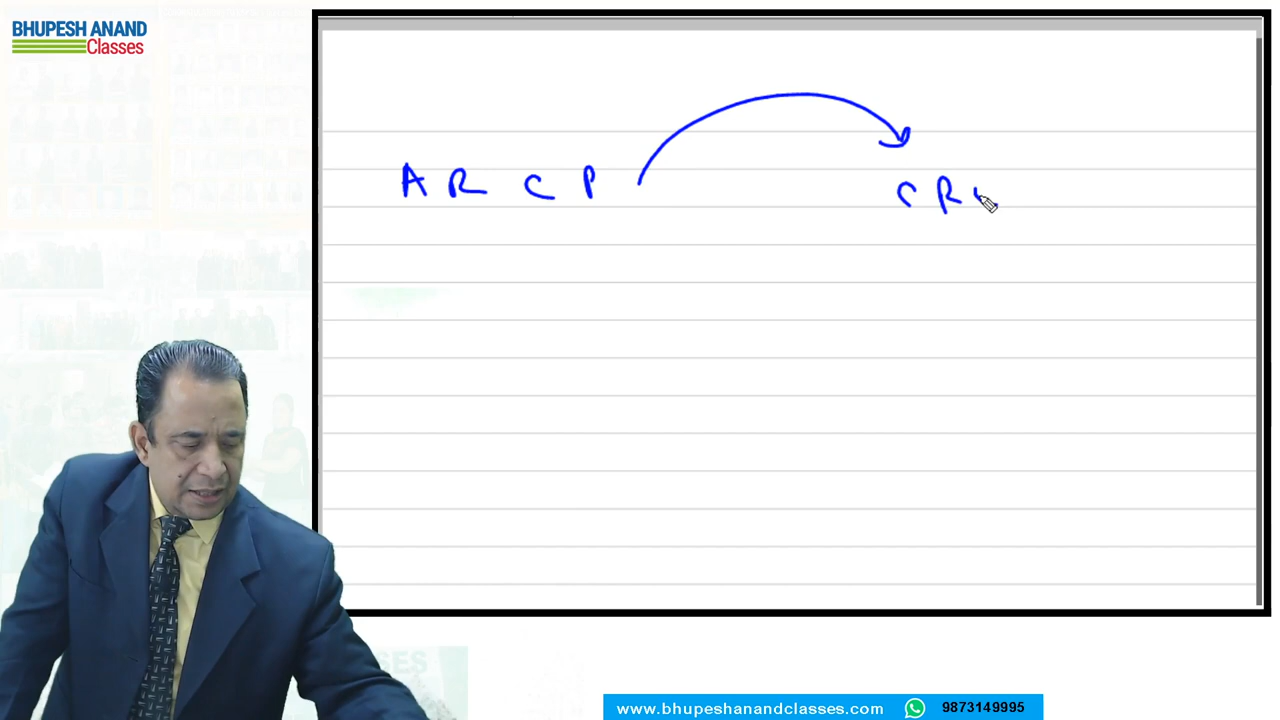 BHUPESH ANAND
Classes
A R C P
C R
www.bhupeshanandclasses.com 9873149995